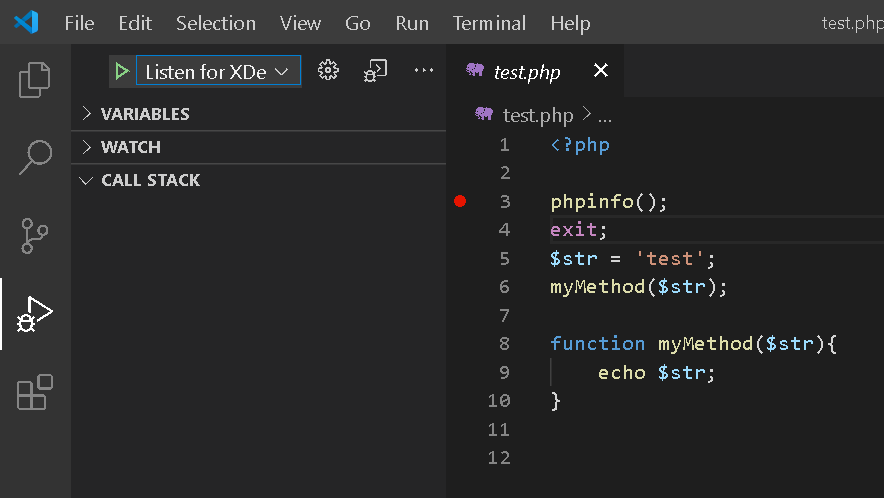 File Edit Selection View Go Run Terminal Help test.php
Listen for XDe
test.php
VARIABLES
WATCH
CALL STACK
test.php > ...
1 <?php
2
3 phpinfo();
4 exit;
5 $str = 'test';
6 myMethod($str);
7
8 function myMethod($str){
9 echo $str;
10 }
11
12